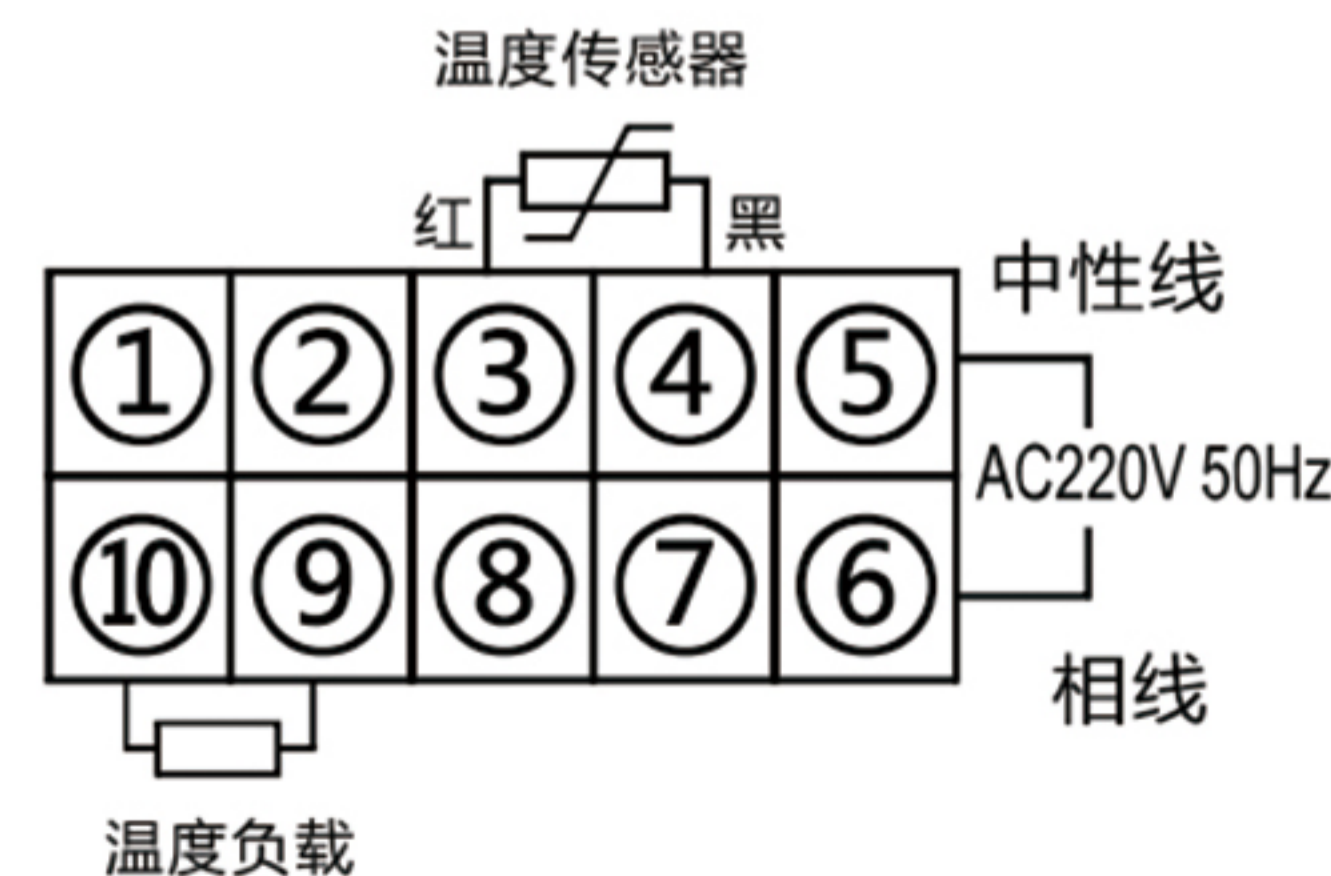 温度传感器
红 黑
中性线
① ② ③ ④ ⑤
AC220V 50Hz
⑩ ⑨ ⑧ ⑦ ⑥
相线
温度负载